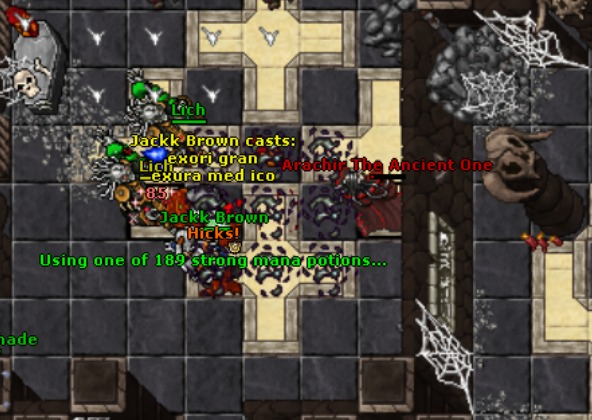 Lich
Jackk Brown casts:
exori gran
Lich
exura med ico
Arachir The Ancient One
85
Jackk Brown
Hicks!
Using one of 189 strong mana potions...
nade